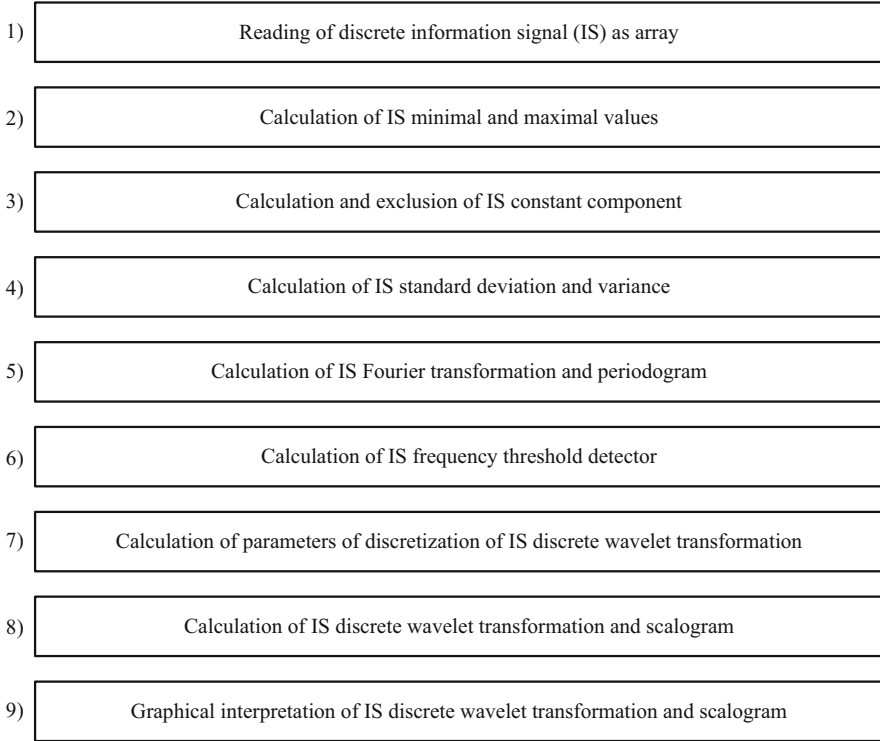 1) Reading of discrete information signal (IS) as array
2) Calculation of IS minimal and maximal values
3) Calculation and exclusion of IS constant component
4) Calculation of IS standard deviation and variance
5) Calculation of IS Fourier transformation and periodogram
6) Calculation of IS frequency threshold detector
7) Calculation of parameters of discretization of IS discrete wavelet transformation
8) Calculation of IS discrete wavelet transformation and scalogram
9) Graphical interpretation of IS discrete wavelet transformation and scalogram